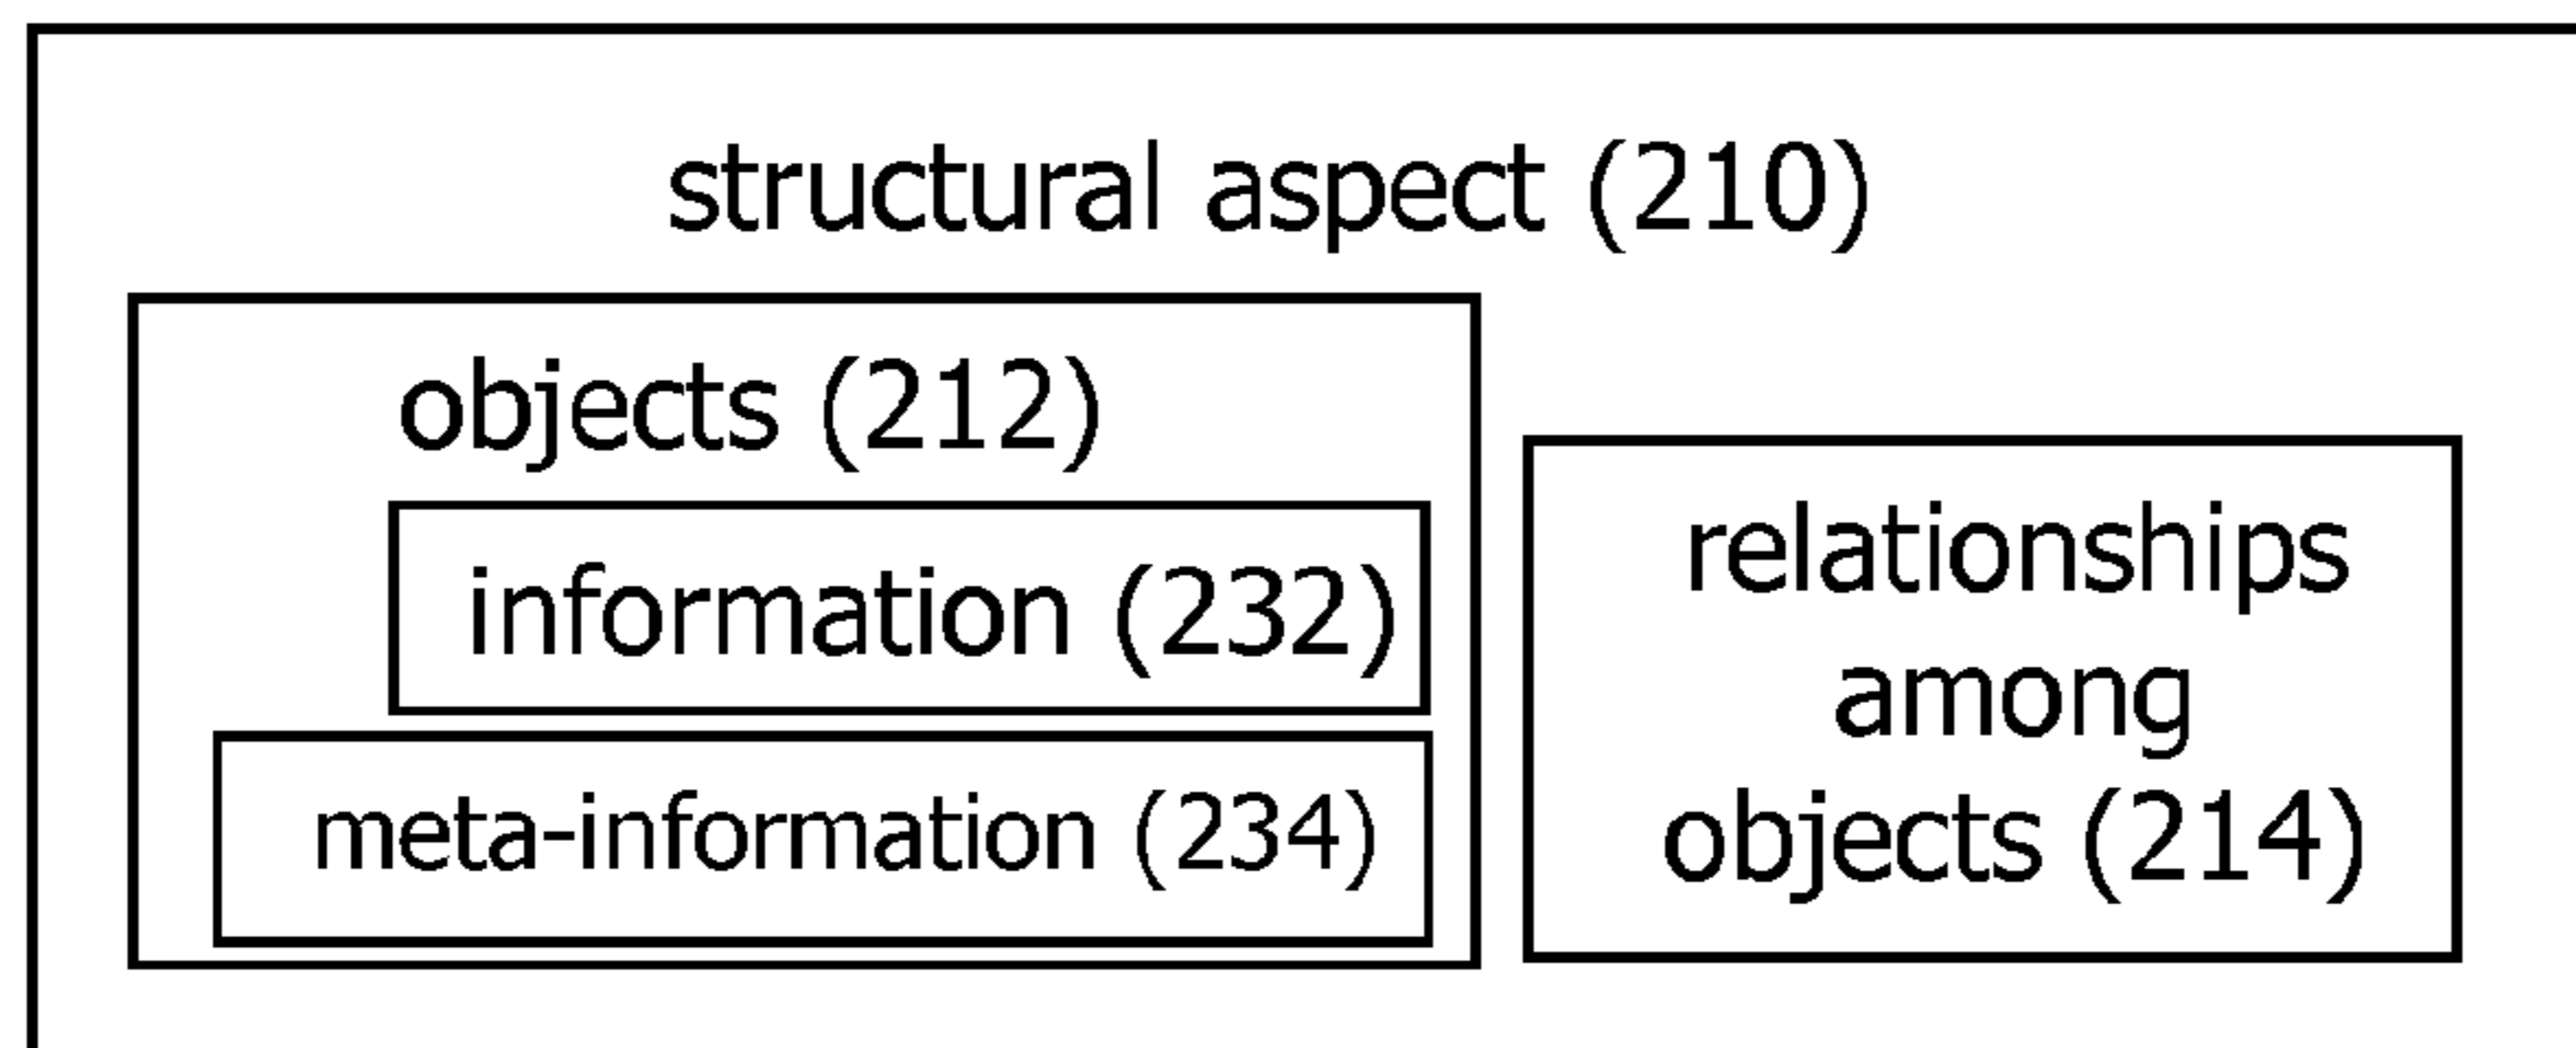 structural aspect (210)
objects (212)
information (232)
meta-information (234)
relationships
among
objects (214)